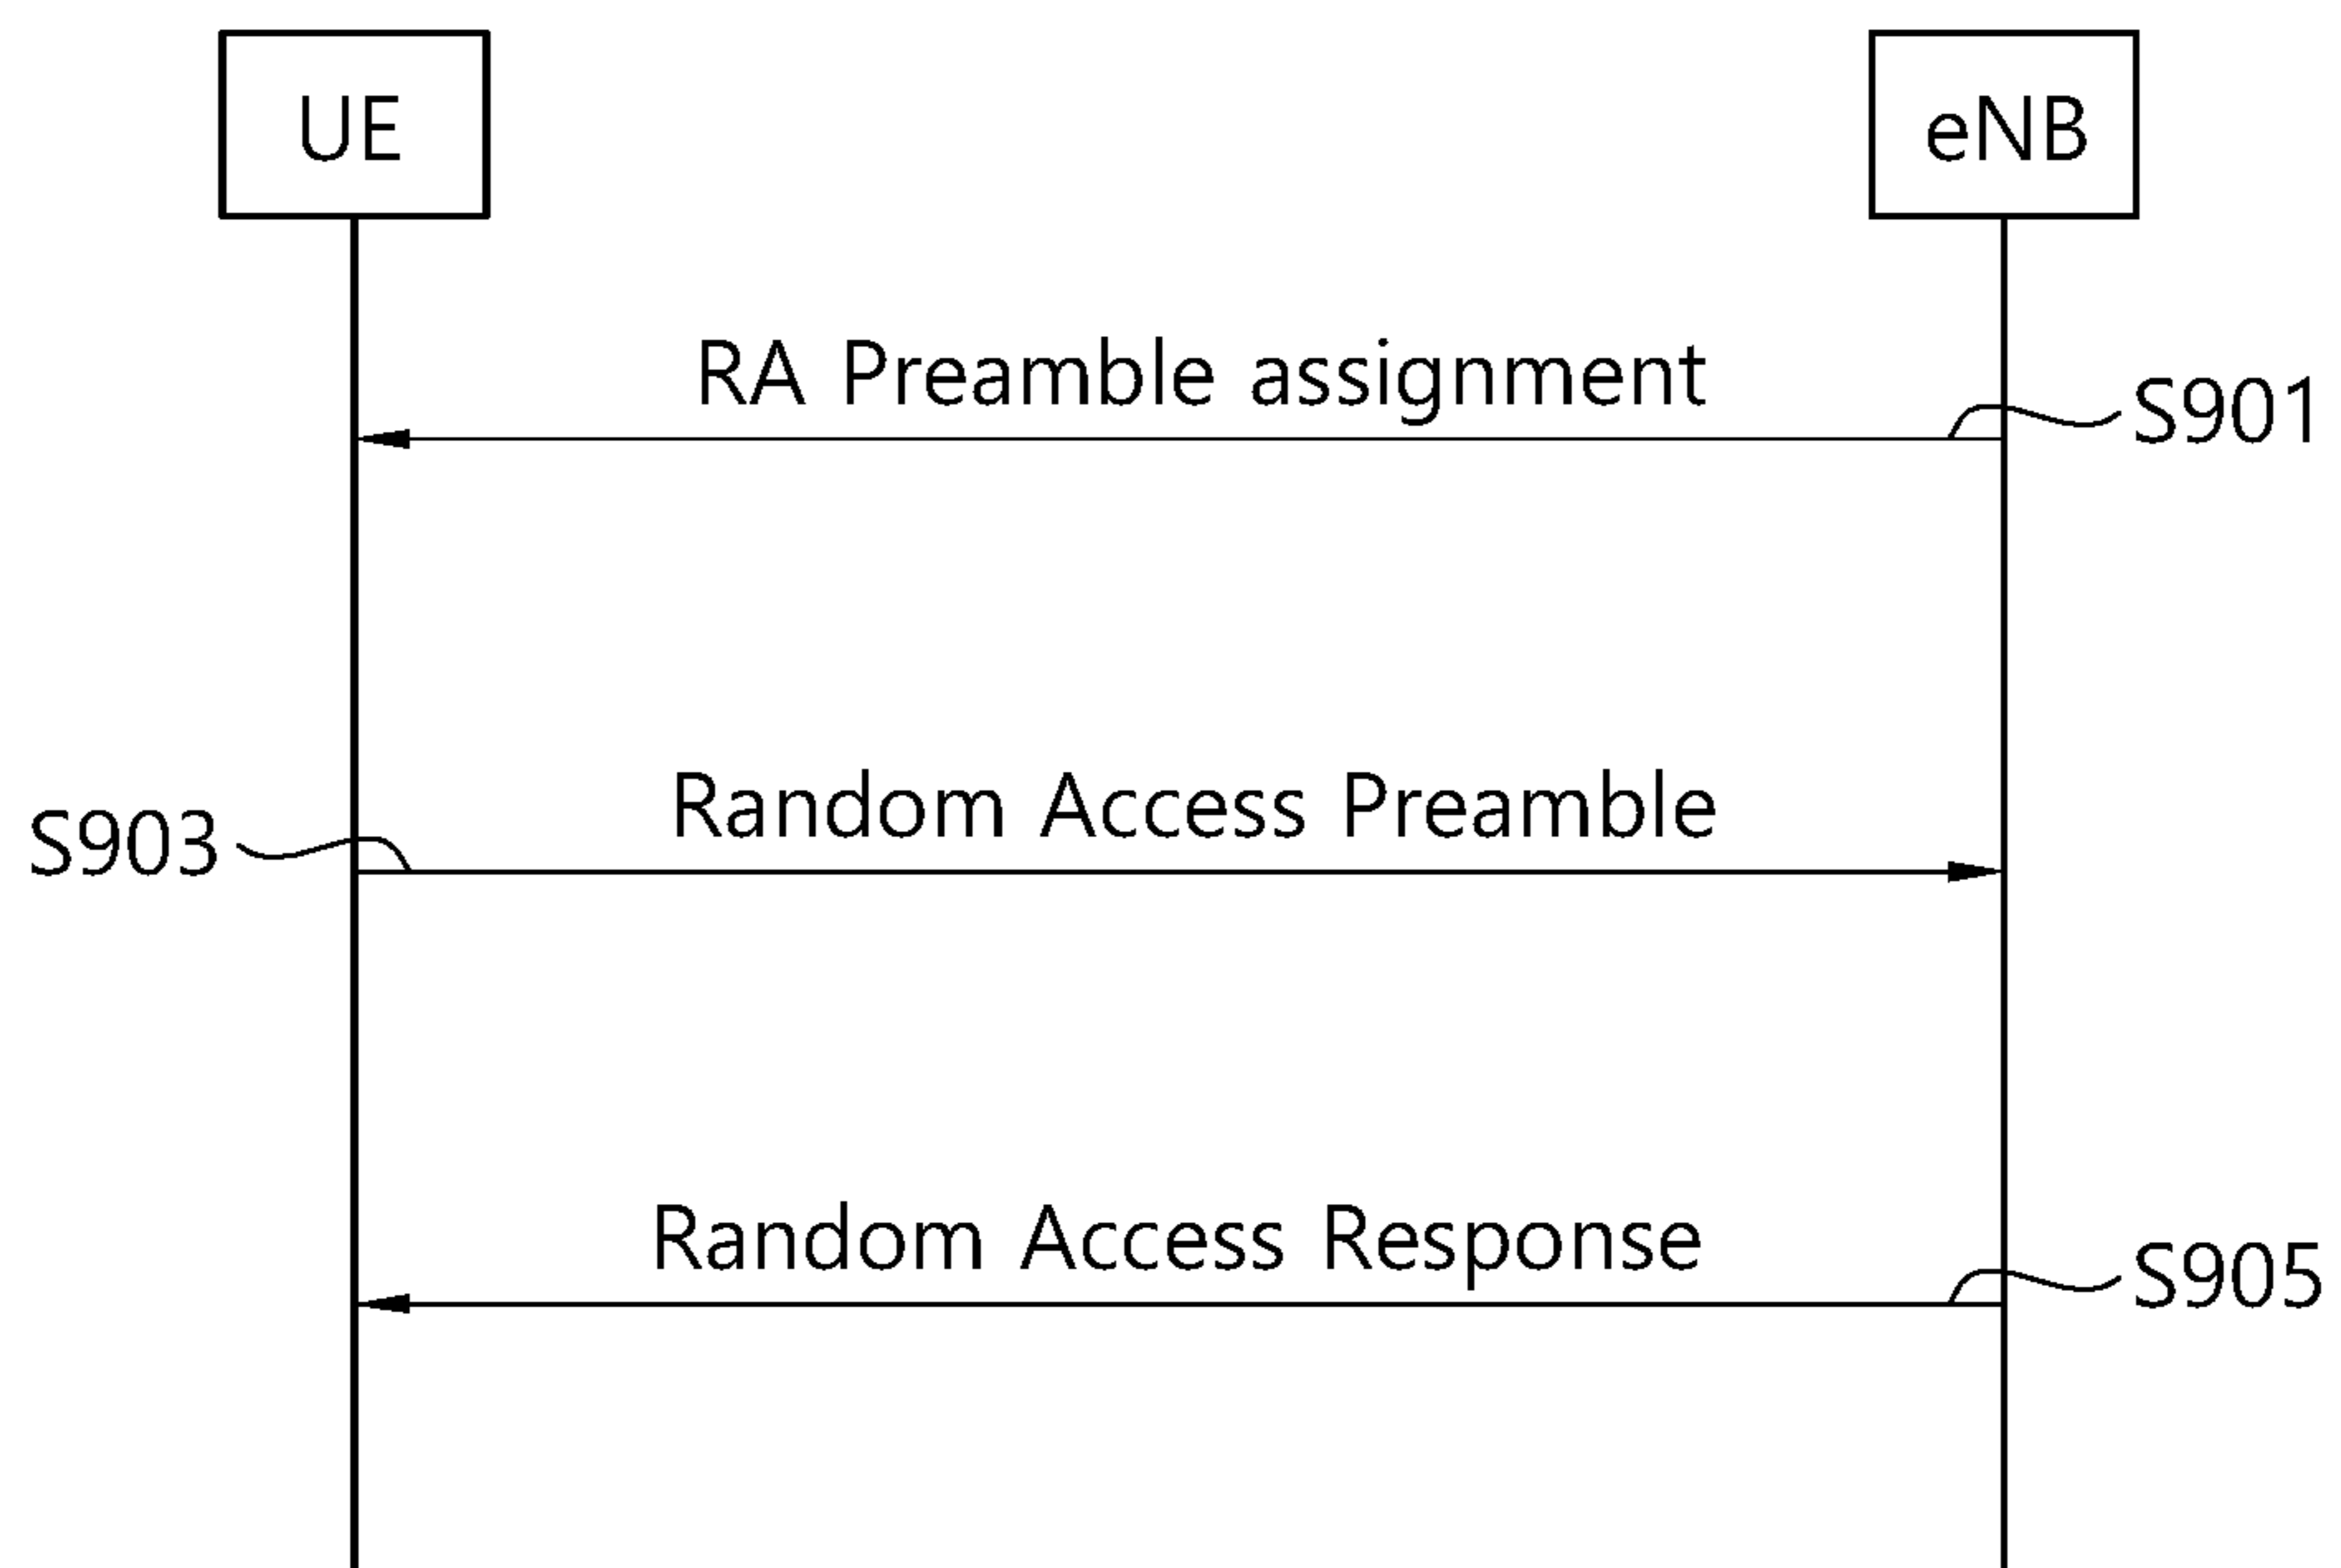 UE
eNB
RA Preamble assignment
S901
Random Access Preamble
S903
Random Access Response
S905